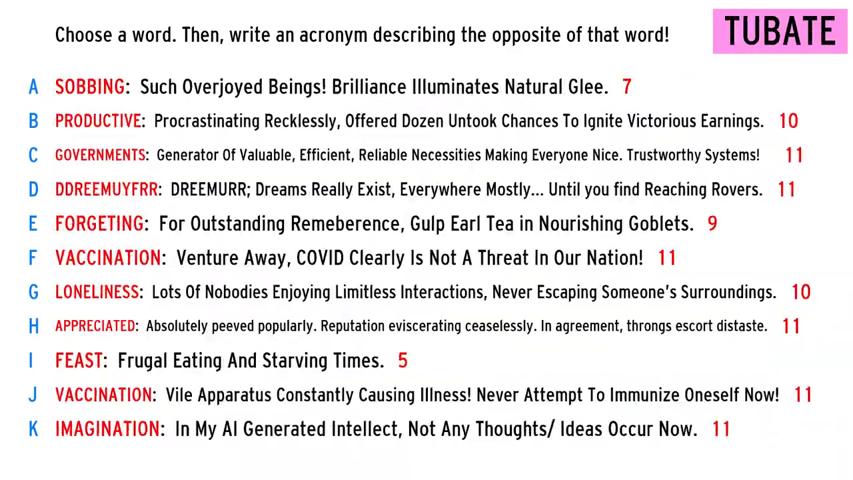 Choose a word. Then, write an acronym describing the opposite of that word!
TUBATE
A SOBBING: Such Overjoyed Beings! Brilliance Illuminates Natural Glee. 7
B PRODUCTIVE: Procrastinating Recklessly, Offered Dozen Untook Chances To Ignite Victorious Earnings. 10
C GOVERNMENTS: Generator Of Valuable, Efficient, Reliable Necessities Making Everyone Nice. Trustworthy Systems! 11
D DDREEMUYFRR: DREEMURR; Dreams Really Exist, Everywhere Mostly... Until you find Reaching Rovers. 11
E FORGETING: For Outstanding Remeberence, Gulp Earl Tea in Nourishing Goblets. 9
F VACCINATION: Venture Away, COVID Clearly Is Not A Threat In Our Nation! 11
G LONELINESS: Lots Of Nobodies Enjoying Limitless Interactions, Never Escaping Someone's Surroundings. 10
H APPRECIATED: Absolutely peeved popularly. Reputation eviscerating ceaselessly. In agreement, throngs escort distaste. 11
I FEAST: Frugal Eating And Starving Times. 5
J VACCINATION: Vile Apparatus Constantly Causing Illness! Never Attempt To Immunize Oneself Now! 11
K IMAGINATION: In My AI Generated Intellect, Not Any Thoughts/ Ideas Occur Now. 11